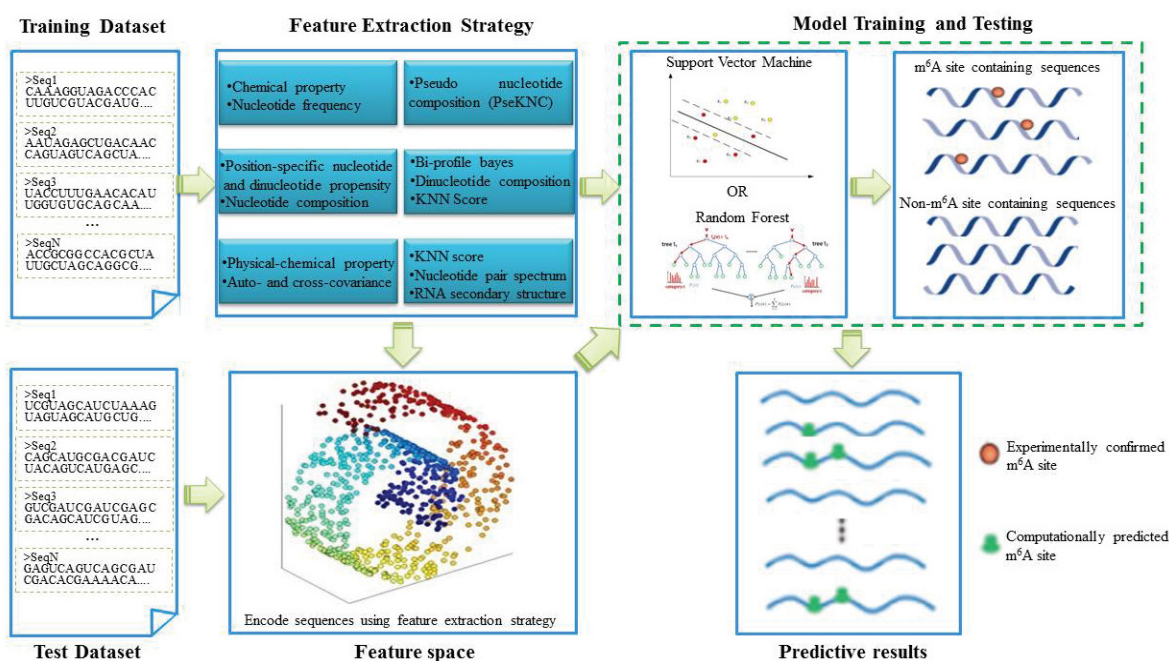 Training Dataset
Feature Extraction Strategy
Model Training and Testing
>Seq1
CAAAGGUAGACCCAC
UUGUCGUACGAUG....
>Seq2
AAUAGAGCUGACAAC
CAGUAGUCAGCUA....
>Seq3
UACCUUUGAACACAU
UGGUGUGCAGCAA....
...
>SeqN
ACCGCGGCCACGCUA
UUGCUAGCAGGCG....
•Chemical property
•Nucleotide frequency
•Pseudo nucleotide
composition (PseKNC)
•Position-specific nucleotide
and dinucleotide propensity
•Nucleotide composition
•Bi-profile bayes
•Dinucleotide composition
•KNN Score
•Physical-chemical property
•Auto- and cross-covariance
•KNN score
•Nucleotide pair spectrum
•RNA secondary structure
Support Vector Machine
OR
Random Forest
tree t₁
tree t
category c
category c
m⁶A site containing sequences
Non-m⁶A site containing sequences
>Seq1
UCGUAGCAUCUAAAG
UAGUAGCAUGCUG....
>Seq2
CAGCAUGCGACGAUC
UACAGUCAUGAGC....
>Seq3
GUCGAUCGAUCGAGC
GACAGCAUCGUAG....
...
>SeqN
GAGUCAGUCAGCGAU
CGACACGAAAACA....
Test Dataset
Encode sequences using feature extraction strategy
Feature space
Predictive results
Experimentally confirmed
m⁶A site
Computationally predicted
m⁶A site